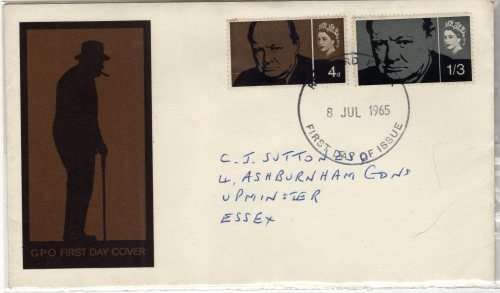 4d
1/3
8 JUL 1965
FIRST DAY OF ISSUE
C. J. SUTTON ESQ
4, ASHBURNHAM GDNS
UPMINSTER
ESSEX
G P O FIRST DAY COVER